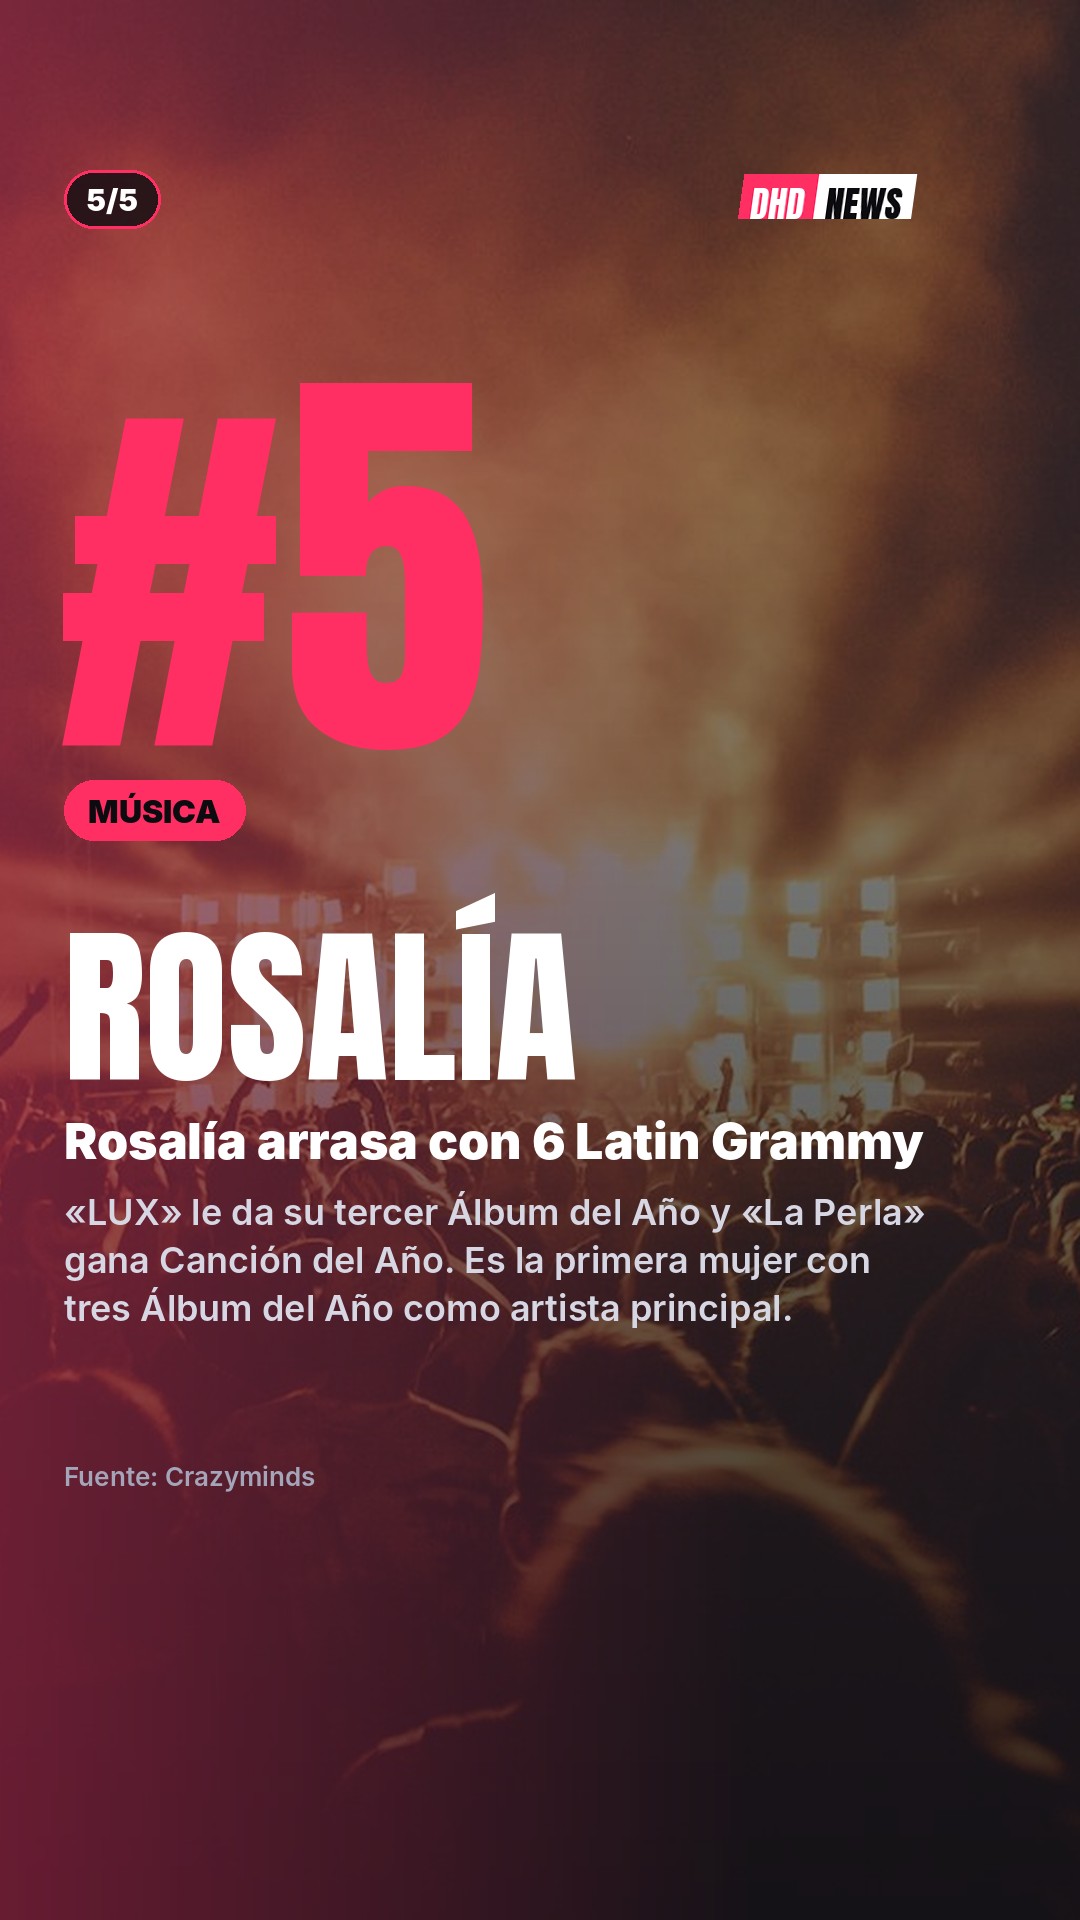 5/5
DHD NEWS
#5
MÚSICA
ROSALÍA
Rosalía arrasa con 6 Latin Grammy
«LUX» le da su tercer Álbum del Año y «La Perla»
gana Canción del Año. Es la primera mujer con
tres Álbum del Año como artista principal.
Fuente: Crazyminds